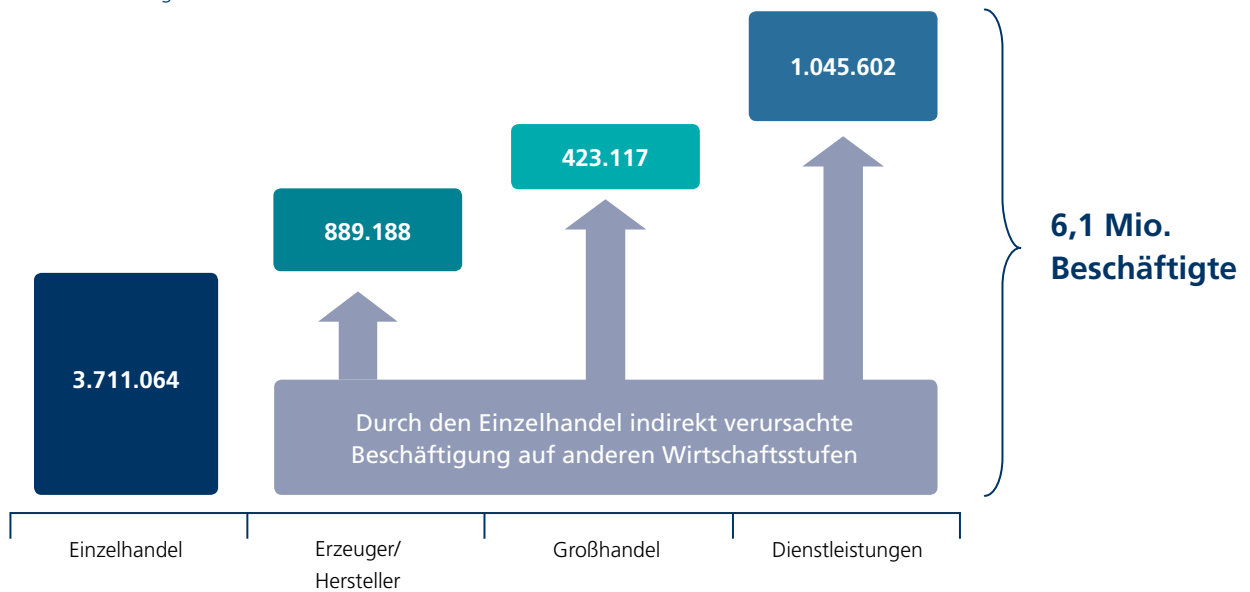 1.045.602
423.117
889.188
3.711.064
6,1 Mio.
Beschäftigte
Durch den Einzelhandel indirekt verursachte
Beschäftigung auf anderen Wirtschaftsstufen
Einzelhandel
Erzeuger/
Hersteller
Großhandel
Dienstleistungen